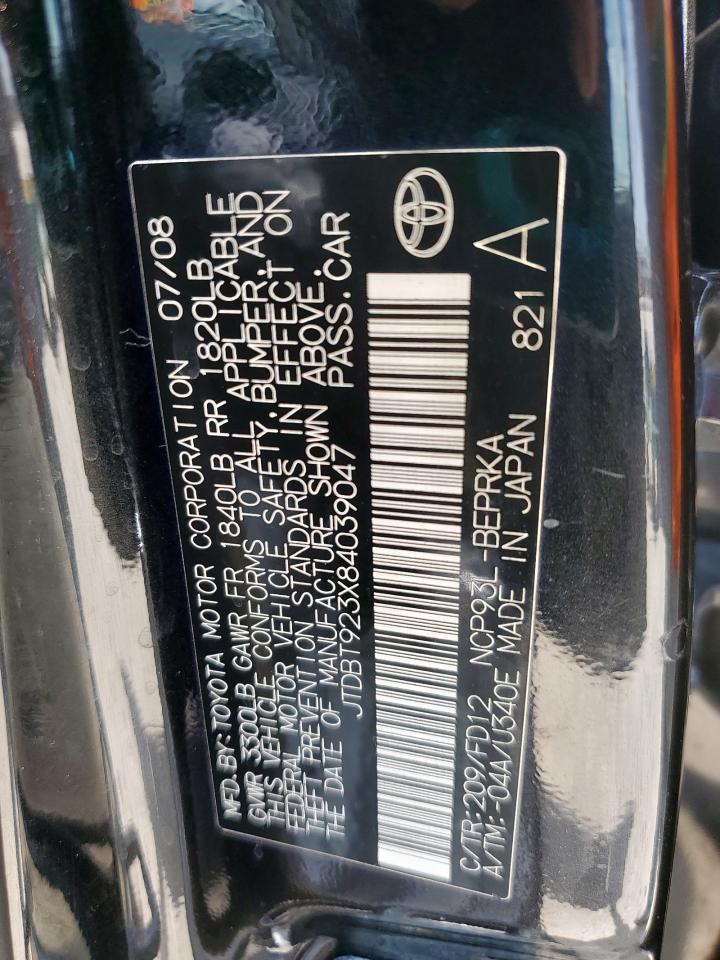 MFD.BY:TOYOTA MOTOR CORPORATION 07/08
GVWR 3300LB GAWR FR 1840LB RR 1820LB
THIS VEHICLE CONFORMS TO ALL APPLICABLE
FEDERAL MOTOR VEHICLE SAFETY,BUMPER,AND
THEFT PREVENTION STANDARDS IN EFFECT ON
THE DATE OF MANUFACTURE SHOWN ABOVE.
JTDBT923X84039047 PASS.CAR
C/TR:209/FD12 NCP93L-BEPRKA
A/TM:-04A/U340E MADE IN JAPAN 821 A